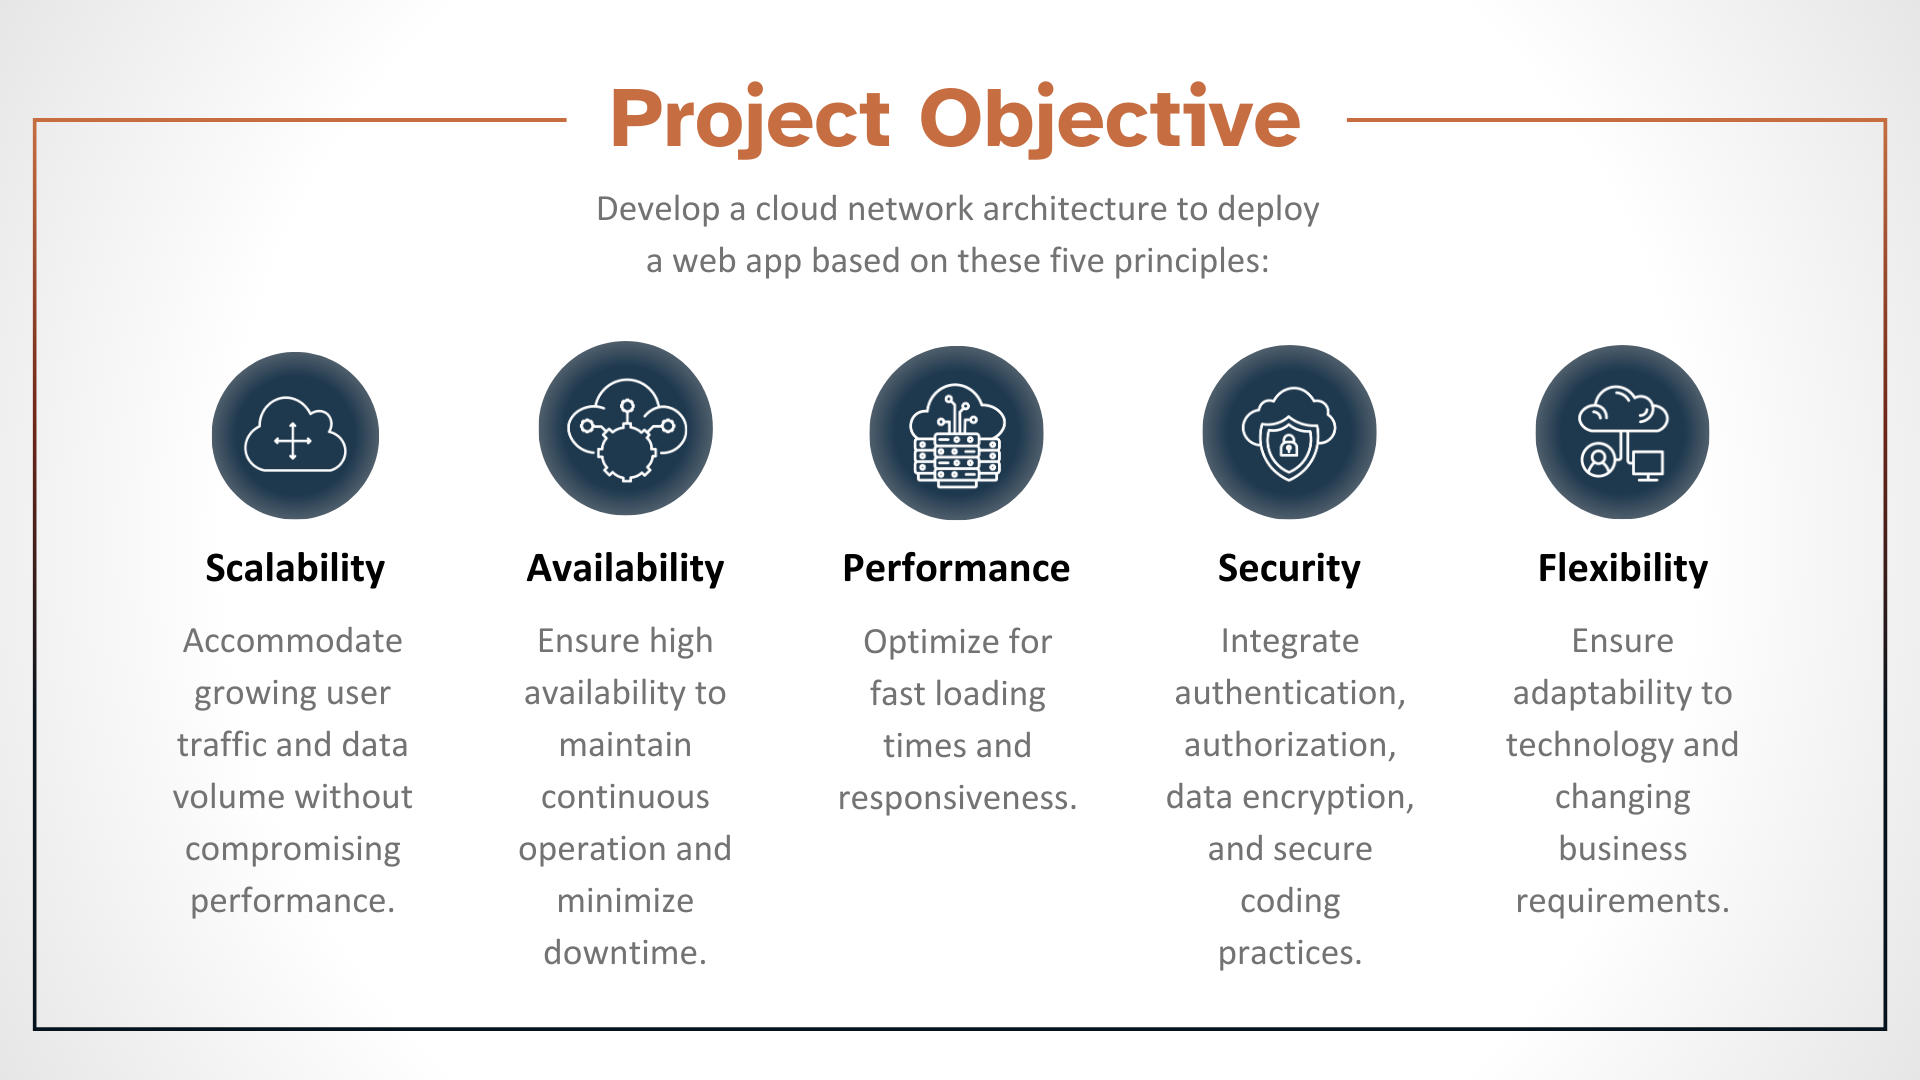 Project Objective
Develop a cloud network architecture to deploy
a web app based on these five principles:
Scalability
Accommodate
growing user
traffic and data
volume without
compromising
performance.
Availability
Ensure high
availability to
maintain
continuous
operation and
minimize
downtime.
Performance
Optimize for
fast loading
times and
responsiveness.
Security
Integrate
authentication,
authorization,
data encryption,
and secure
coding
practices.
Flexibility
Ensure
adaptability to
technology and
changing
business
requirements.